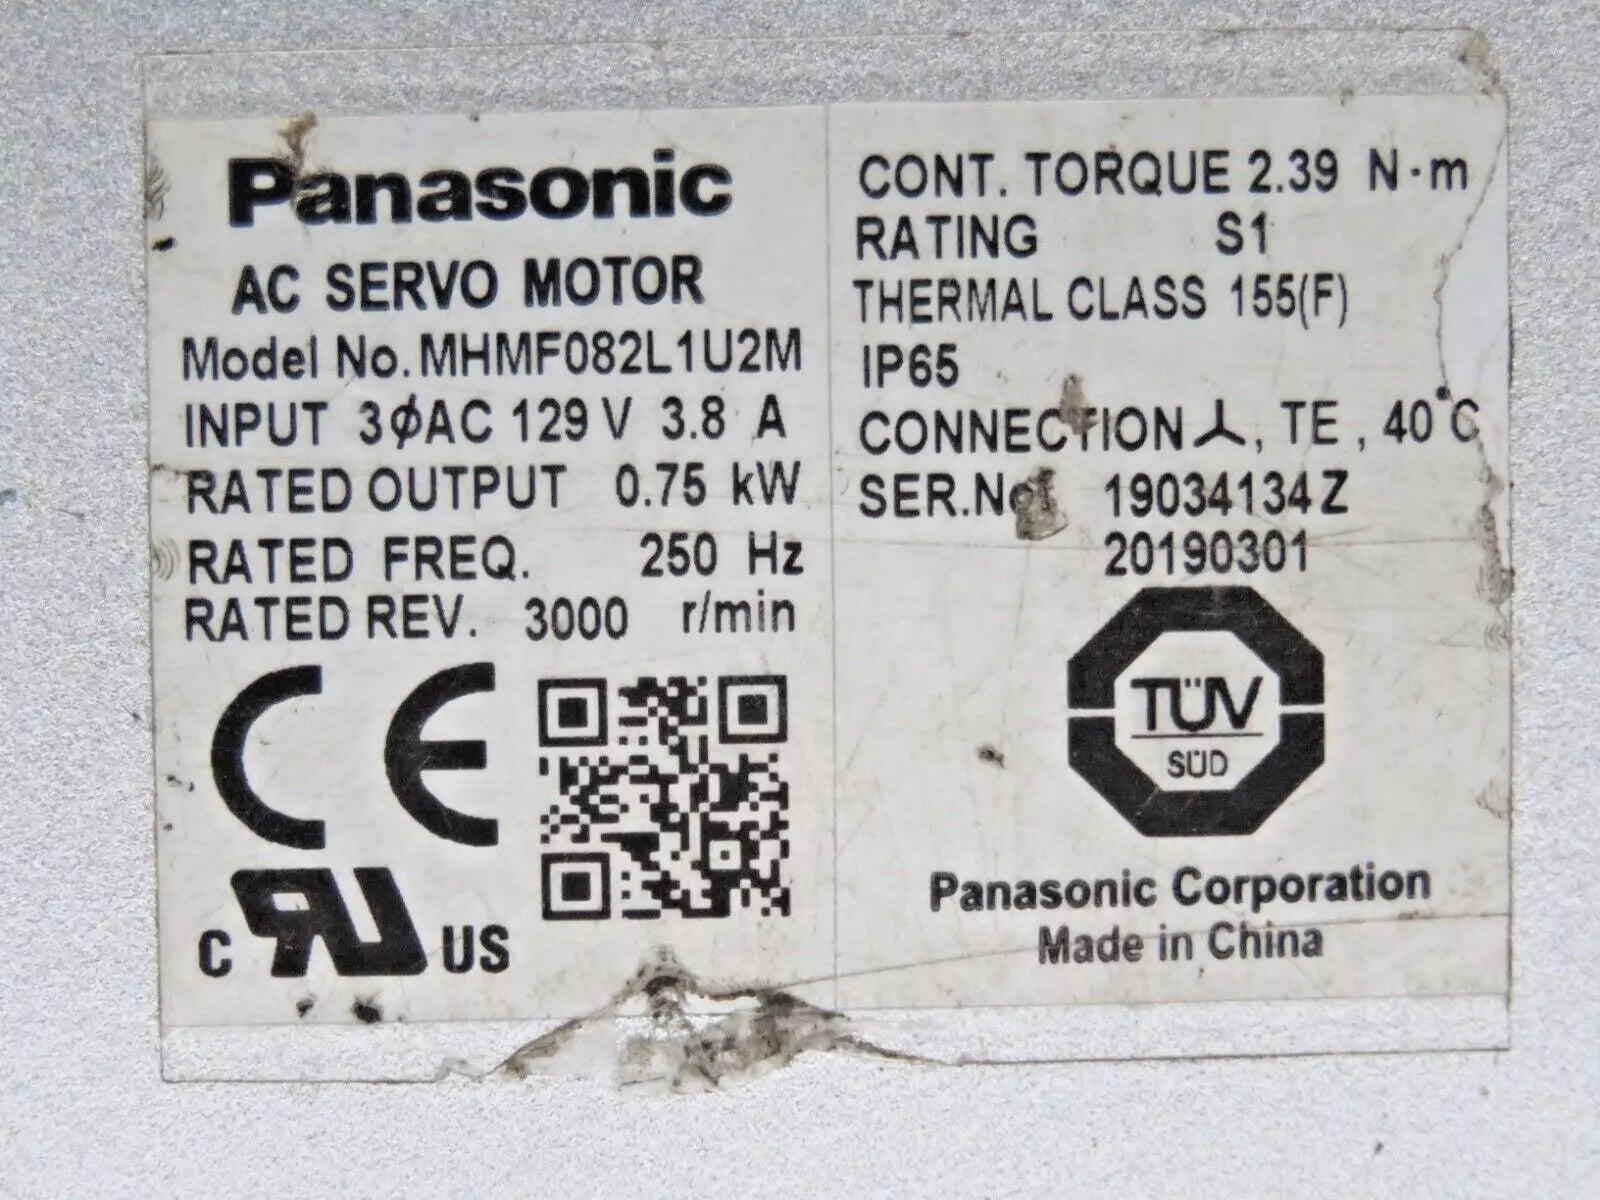 Panasonic
AC SERVO MOTOR
Model No. MHMF082L1U2M
INPUT 3ϕAC 129 V 3.8 A
RATED OUTPUT 0.75 kW
RATED FREQ. 250 Hz
RATED REV. 3000 r/min
CE
C UR US
CONT. TORQUE 2.39 N·m
RATING S1
THERMAL CLASS 155(F)
IP65
CONNECTION⅄, TE, 40°C
SER.No. 19034134Z
20190301
TÜV
SÜD
Panasonic Corporation
Made in China